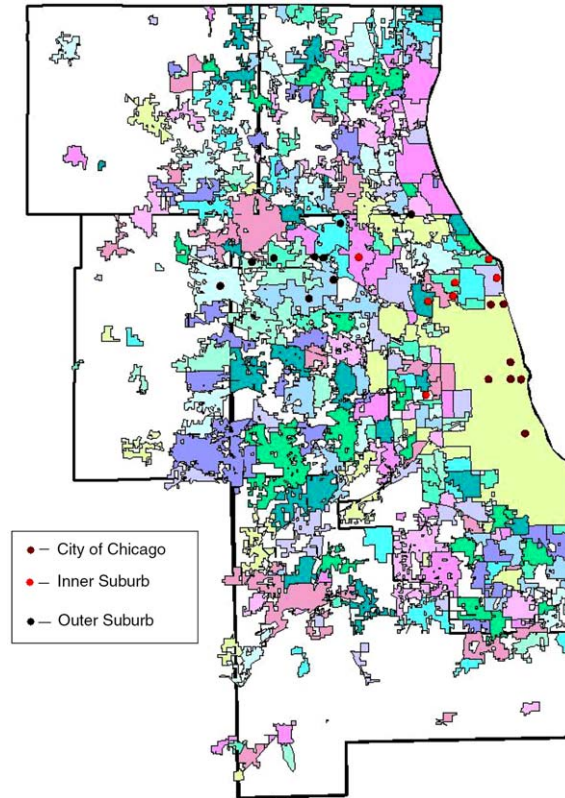 — City of Chicago
— Inner Suburb
— Outer Suburb